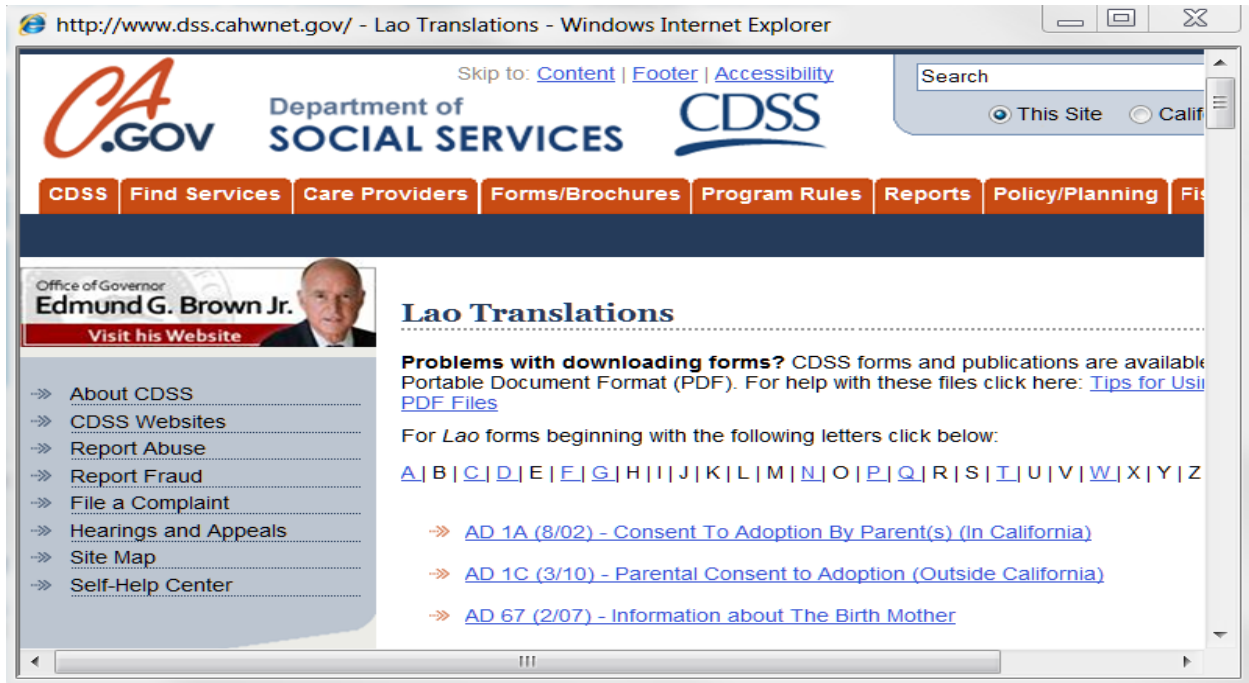 http://www.dss.cahwnet.gov/ - Lao Translations - Windows Internet Explorer
CA.GOV
Skip to: Content | Footer | Accessibility
Department of
SOCIAL SERVICES
CDSS
Search
This Site
Calif
CDSS
Find Services
Care Providers
Forms/Brochures
Program Rules
Reports
Policy/Planning
Fis
Office of Governor
Edmund G. Brown Jr.
Visit his Website
About CDSS
CDSS Websites
Report Abuse
Report Fraud
File a Complaint
Hearings and Appeals
Site Map
Self-Help Center
Lao Translations
Problems with downloading forms? CDSS forms and publications are available
Portable Document Format (PDF). For help with these files click here: Tips for Usi
PDF Files
For Lao forms beginning with the following letters click below:
A | B | C | D | E | F | G | H | I | J | K | L | M | N | O | P | Q | R | S | T | U | V | W | X | Y | Z
AD 1A (8/02) - Consent To Adoption By Parent(s) (In California)
AD 1C (3/10) - Parental Consent to Adoption (Outside California)
AD 67 (2/07) - Information about The Birth Mother